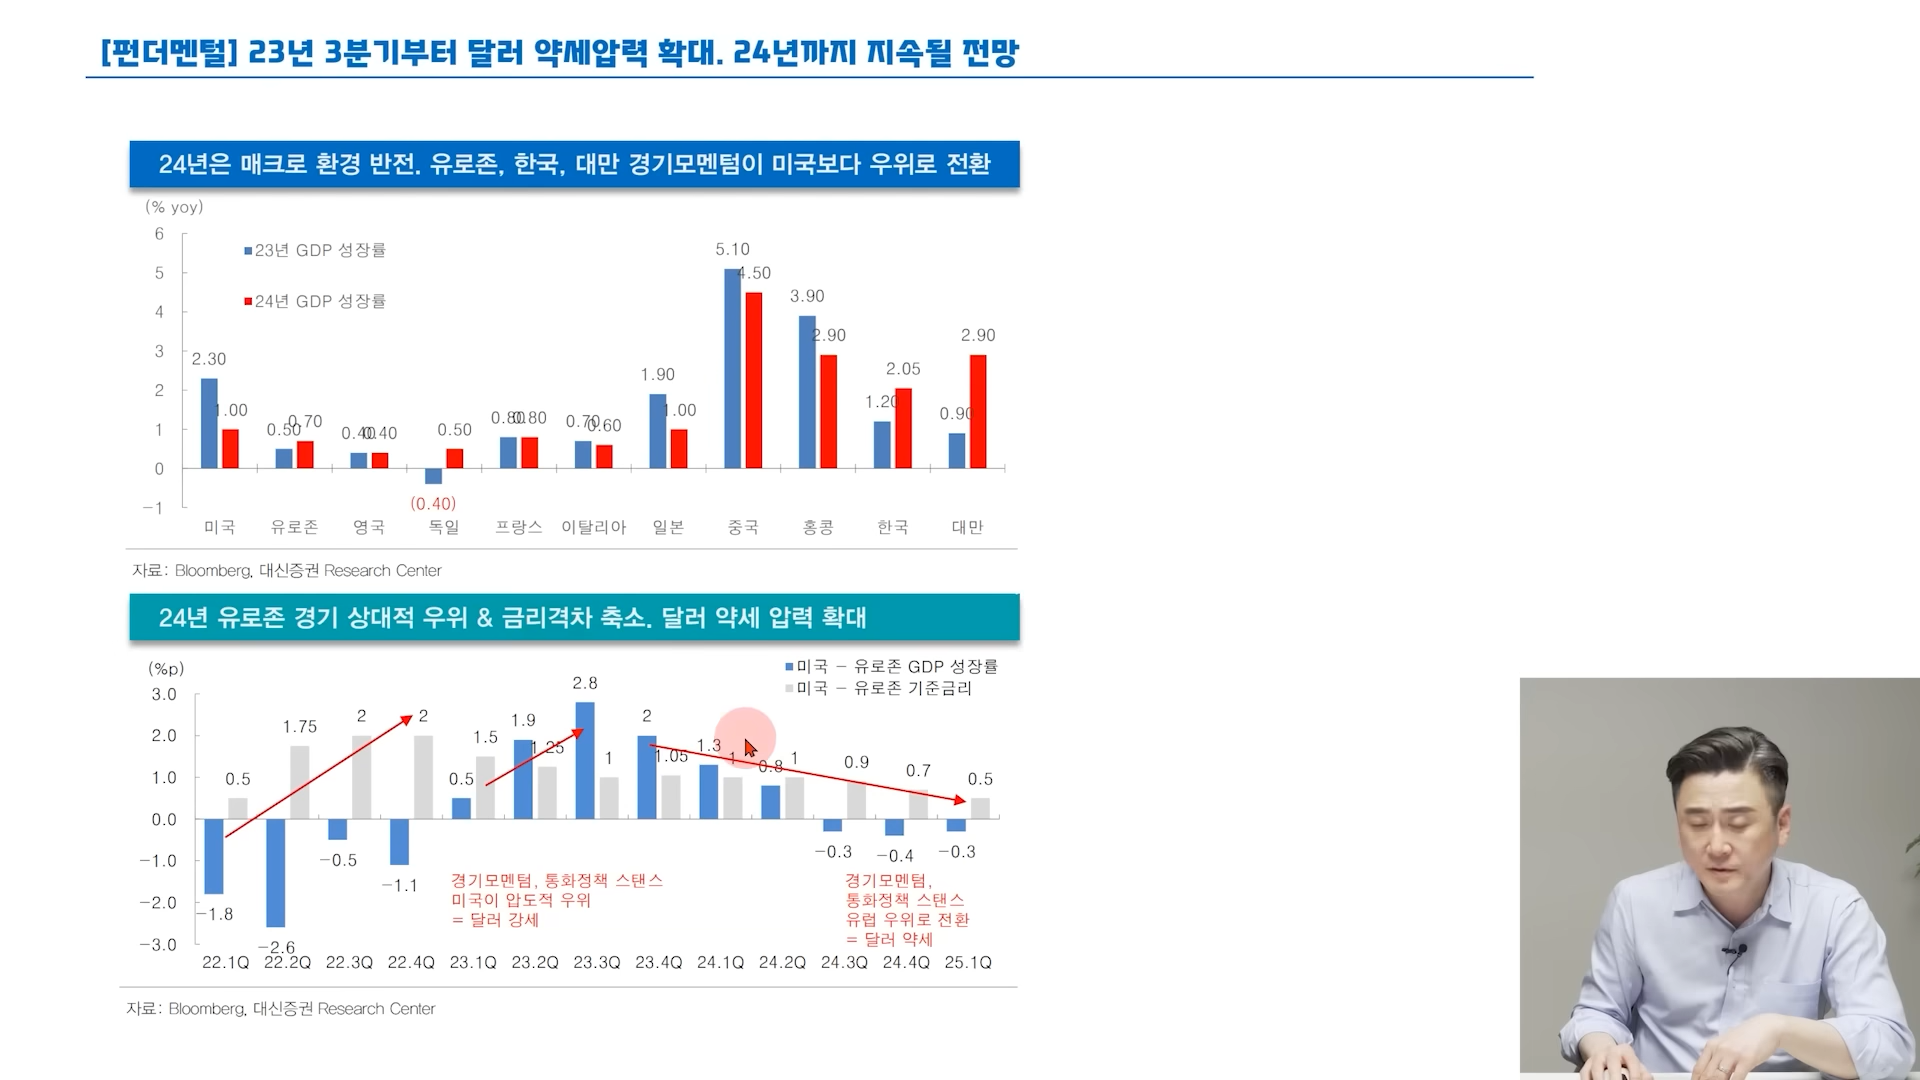 [펀더멘털] 23년 3분기부터 달러 약세압력 확대. 24년까지 지속될 전망
24년은 매크로 환경 반전. 유로존, 한국, 대만 경기모멘텀이 미국보다 우위로 전환
(% yoy)
23년 GDP 성장률
24년 GDP 성장률
6
5
4
3
2
1
0
-1
2.30 1.00 0.50 0.70 0.40 0.40 (0.40) 0.50 0.80 0.80 0.70 0.60 1.90 1.00 5.10 4.50 3.90 2.90 1.20 2.05 0.90 2.90
미국 유로존 영국 독일 프랑스 이탈리아 일본 중국 홍콩 한국 대만
자료: Bloomberg, 대신증권 Research Center
24년 유로존 경기 상대적 우위 & 금리격차 축소. 달러 약세 압력 확대
(%p)
미국 - 유로존 GDP 성장률
미국 - 유로존 기준금리
3.0
2.0
1.0
0.0
-1.0
-2.0
-3.0
-1.8 0.5 -2.6 1.75 -0.5 2 -1.1 2 0.5 1.5 1.9 1.25 2.8 1 2 1.05 1.3 1 0.8 1 -0.3 0.9 -0.4 0.7 -0.3 0.5
경기모멘텀, 통화정책 스탠스
미국이 압도적 우위
= 달러 강세
경기모멘텀,
통화정책 스탠스
유럽 우위로 전환
= 달러 약세
22.1Q 22.2Q 22.3Q 22.4Q 23.1Q 23.2Q 23.3Q 23.4Q 24.1Q 24.2Q 24.3Q 24.4Q 25.1Q
자료: Bloomberg, 대신증권 Research Center